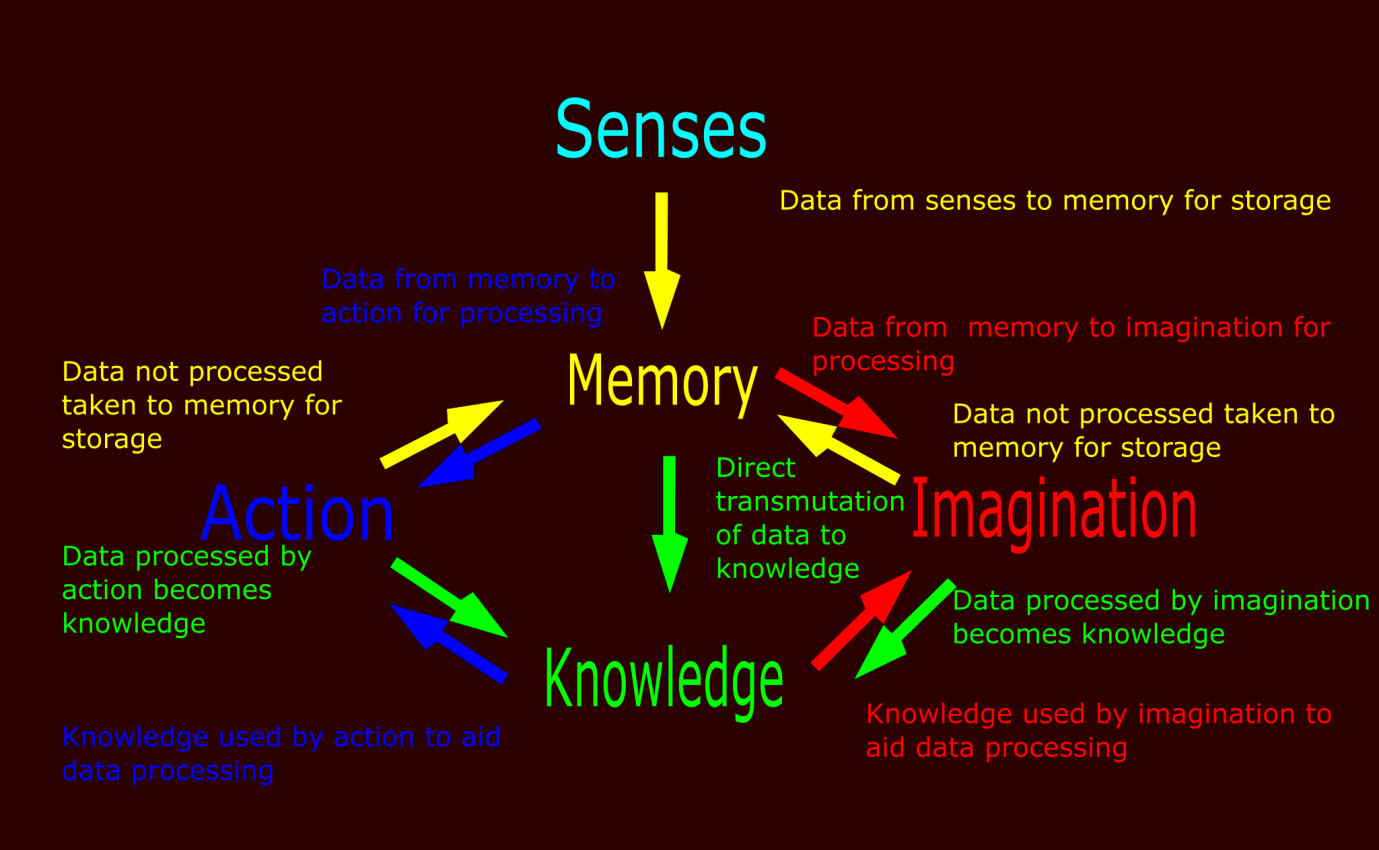 Senses
Data from senses to memory for storage
Data from memory to
action for processing
Data from  memory to imagination for
processing
Data not processed
taken to memory for
storage
Memory
Data not processed taken to
memory for storage
Direct
transmutation
of data to
knowledge
Action
Imagination
Data processed by
action becomes
knowledge
Data processed by imagination
becomes knowledge
Knowledge
Knowledge used by action to aid
data processing
Knowledge used by imagination to
aid data processing